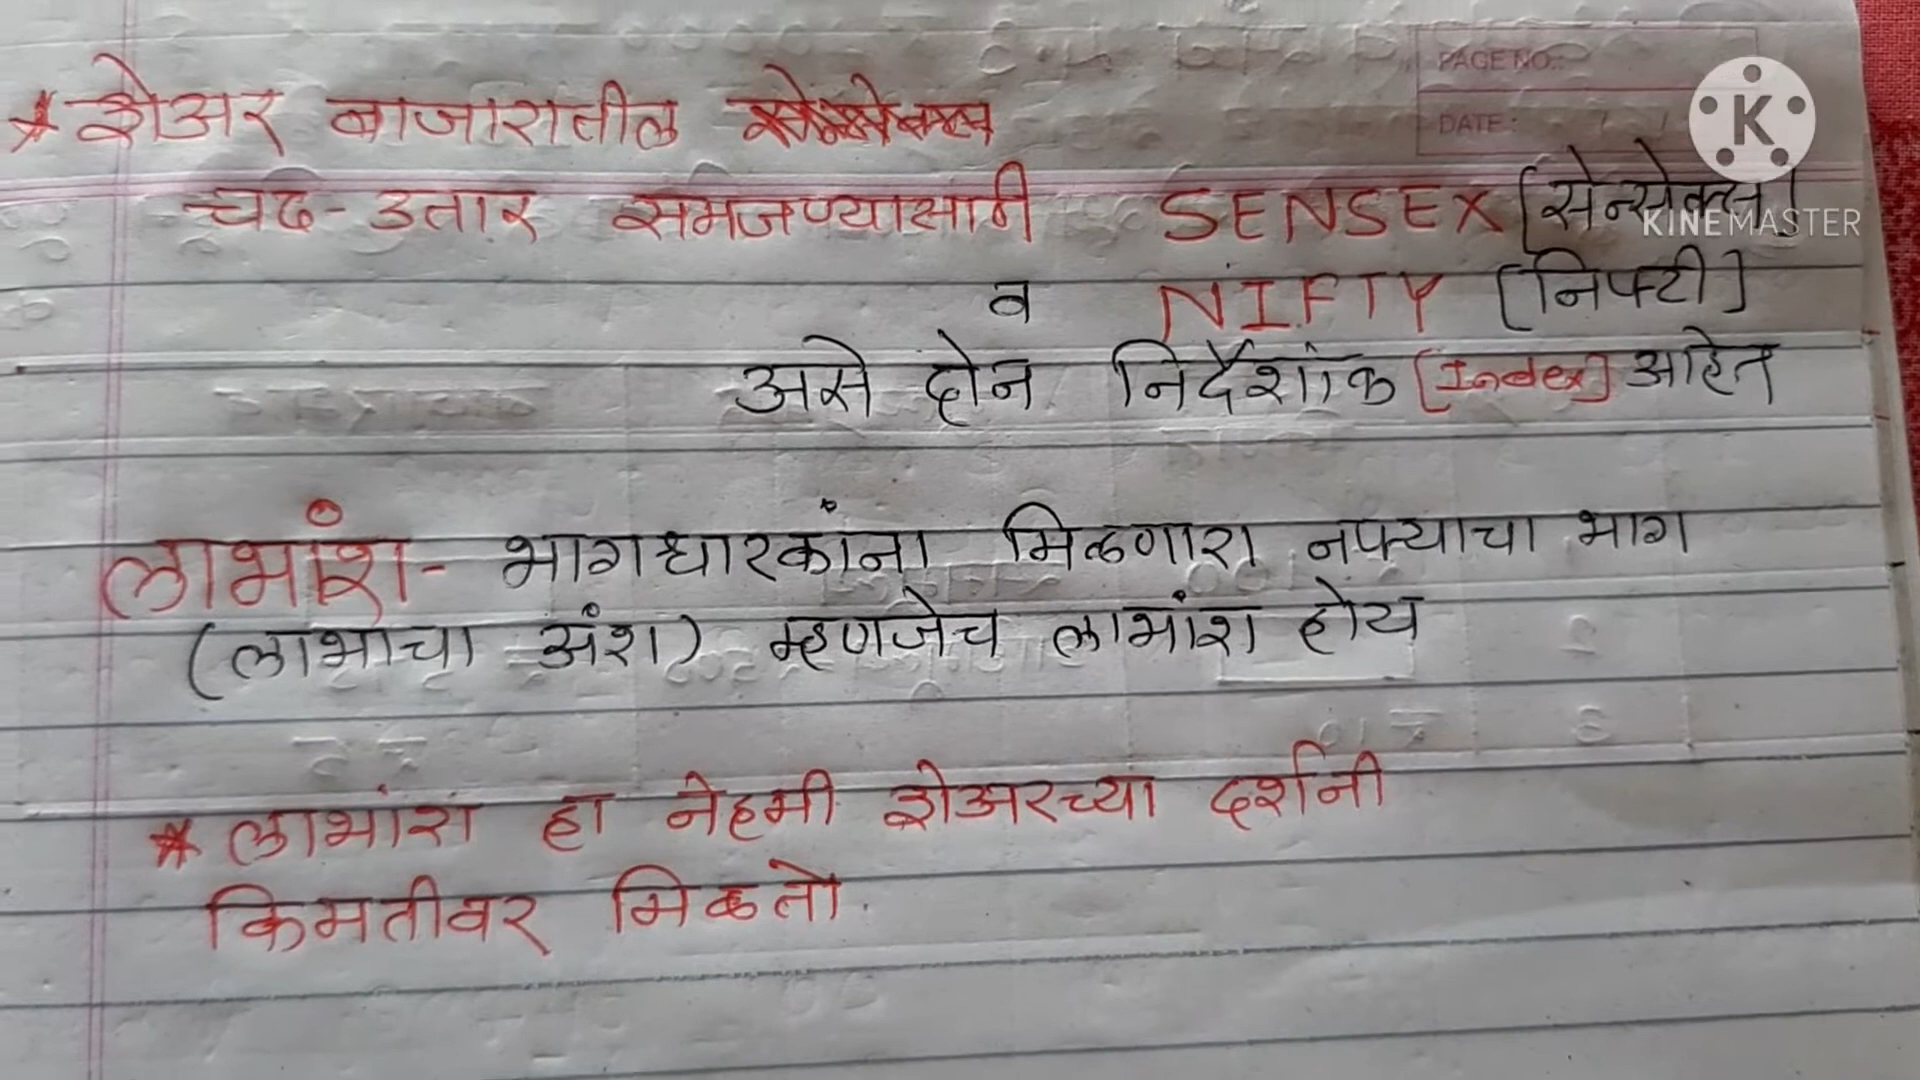 PAGE NO.:
DATE:
* शेअर बाजारातील
चढ-उतार समजण्यासाठी SENSEX [सेन्सेक्स]
व NIFTY [निफ्टी]
असे दोन निर्देशांक [Index] आहेत
लाभांश - भागधारकांना मिळणारा नफ्याचा भाग
(लाभाचा अंश) म्हणजेच लाभांश होय
* लाभांश हा नेहमी शेअरच्या दर्शनी
किमतीवर मिळतो.
K
KINEMASTER